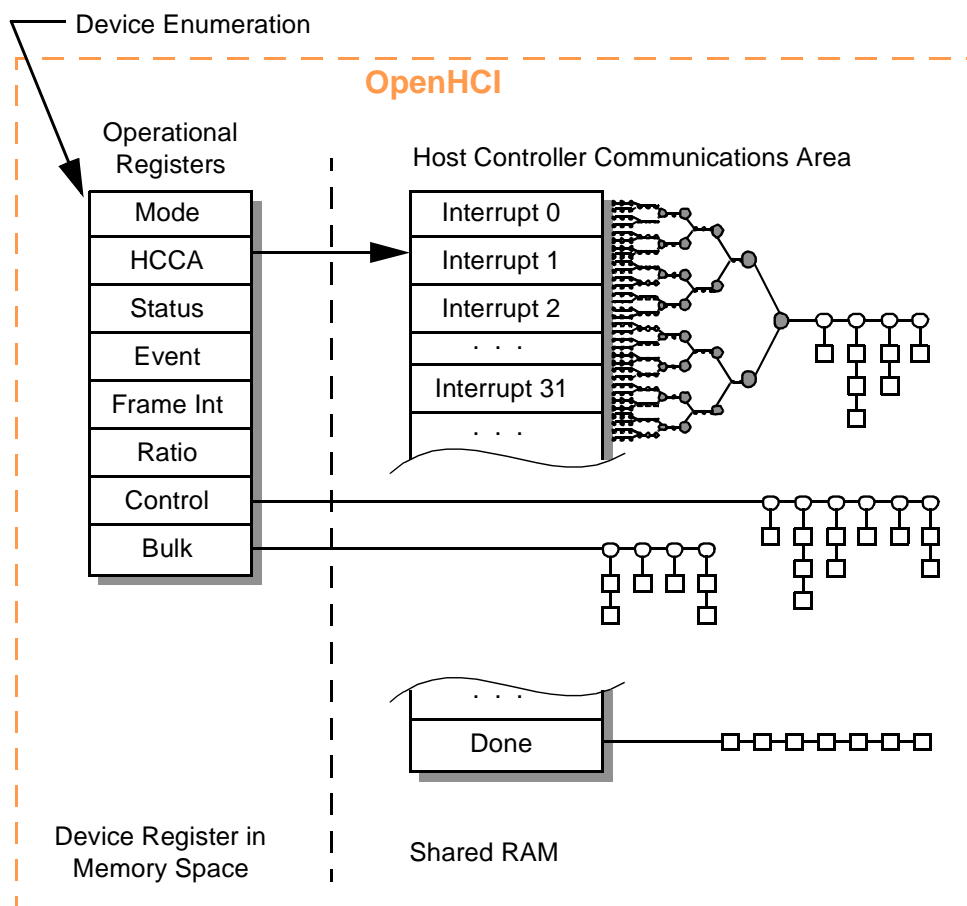 Device Enumeration
OpenHCI
Operational
Registers
Host Controller Communications Area
Mode
HCCA
Status
Event
Frame Int
Ratio
Control
Bulk
Interrupt 0
Interrupt 1
Interrupt 2
. . .
Interrupt 31
. . .
. . .
Done
Device Register in
Memory Space
Shared RAM